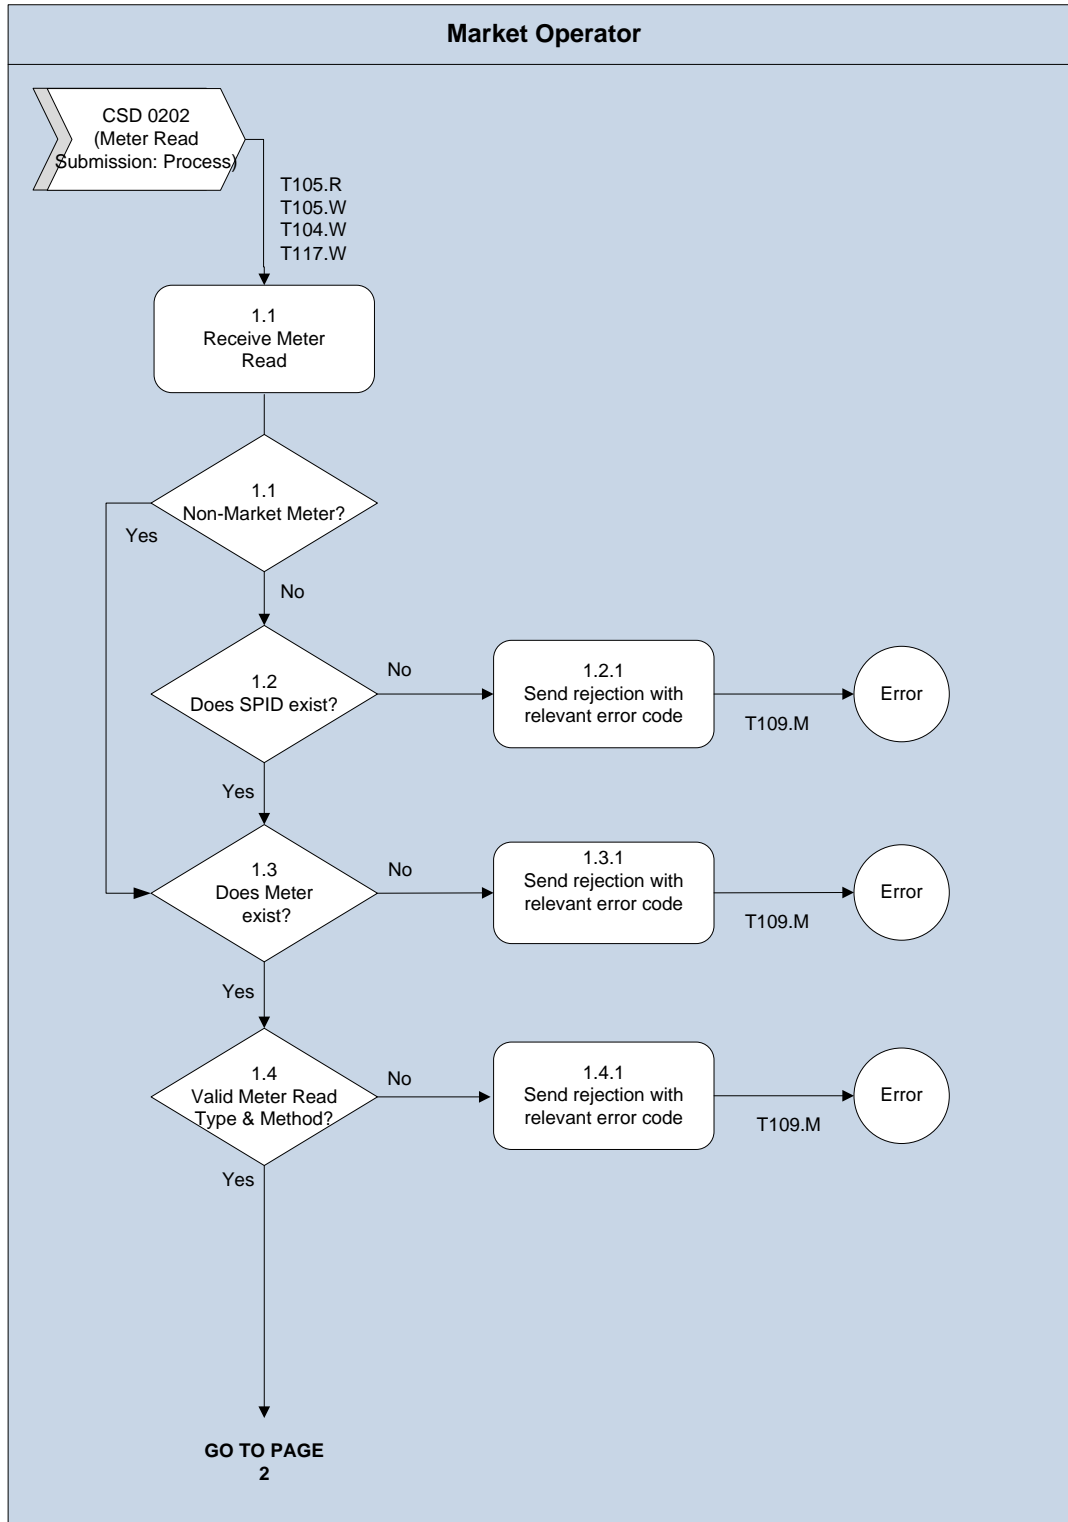 Market Operator
CSD 0202
(Meter Read
Submission: Process)
T105.R
T105.W
T104.W
T117.W
1.1
Receive Meter
Read
1.1
Non-Market Meter?
Yes
No
1.2
Does SPID exist?
No
1.2.1
Send rejection with
relevant error code
T109.M
Error
Yes
1.3
Does Meter
exist?
No
1.3.1
Send rejection with
relevant error code
T109.M
Error
Yes
1.4
Valid Meter Read
Type & Method?
No
1.4.1
Send rejection with
relevant error code
T109.M
Error
Yes
GO TO PAGE
2